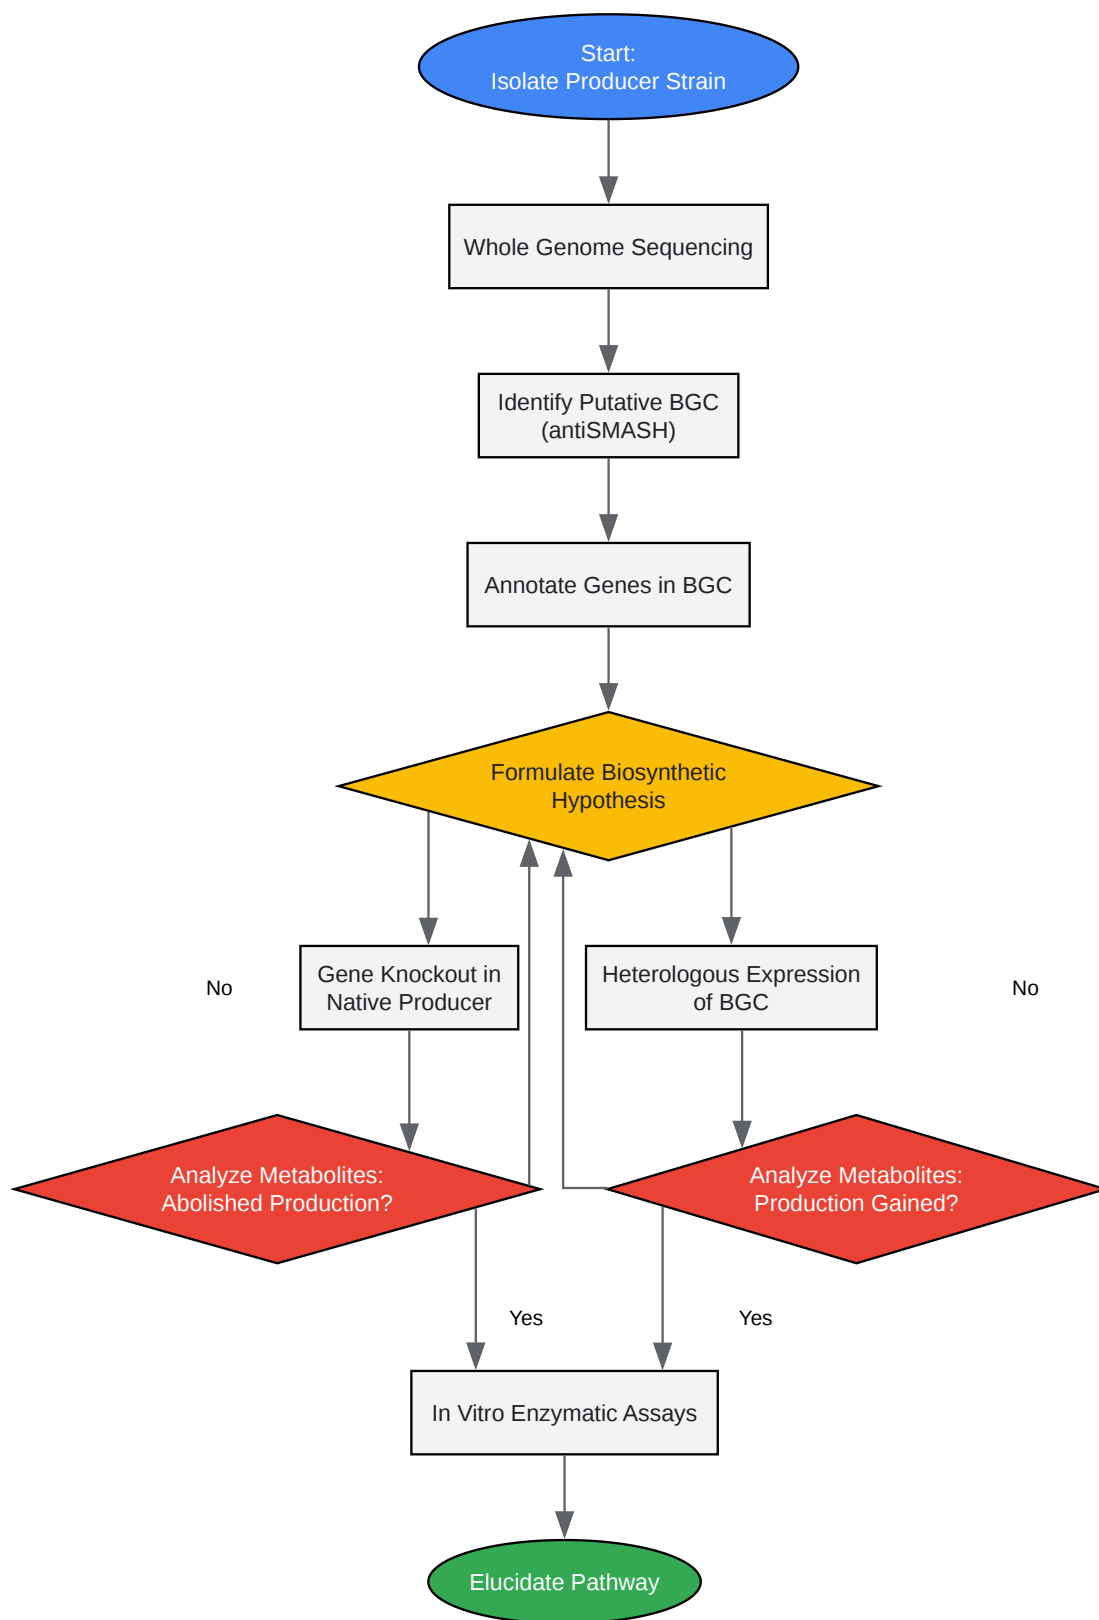 Start:
Isolate Producer Strain
Whole Genome Sequencing
Identify Putative BGC
(antiSMASH)
Annotate Genes in BGC
Formulate Biosynthetic
Hypothesis
No
Gene Knockout in
Native Producer
Heterologous Expression
of BGC
No
Analyze Metabolites:
Abolished Production?
Analyze Metabolites:
Production Gained?
Yes
Yes
In Vitro Enzymatic Assays
Elucidate Pathway